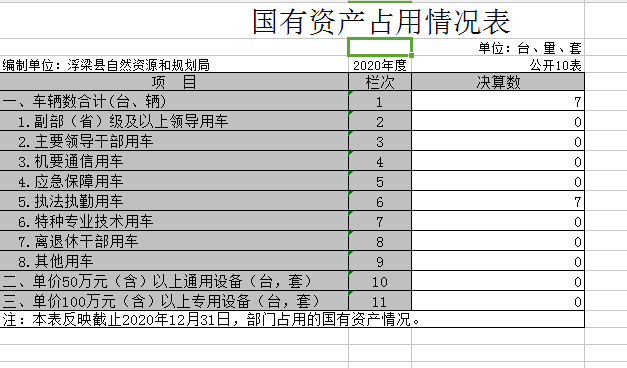 国有资产占用情况表
单位：台、量、套
编制单位：浮梁县自然资源和规划局 2020年度 公开10表
项 目 栏次 决算数
一、车辆数合计(台、辆) 1 7
1.副部（省）级及以上领导用车 2 0
2.主要领导干部用车 3 0
3.机要通信用车 4 0
4.应急保障用车 5 0
5.执法执勤用车 6 7
6.特种专业技术用车 7 0
7.离退休干部用车 8 0
8.其他用车 9 0
二、单价50万元（含）以上通用设备（台，套） 10 0
三、单价100万元（含）以上专用设备（台，套） 11 0
注：本表反映截止2020年12月31日，部门占用的国有资产情况。